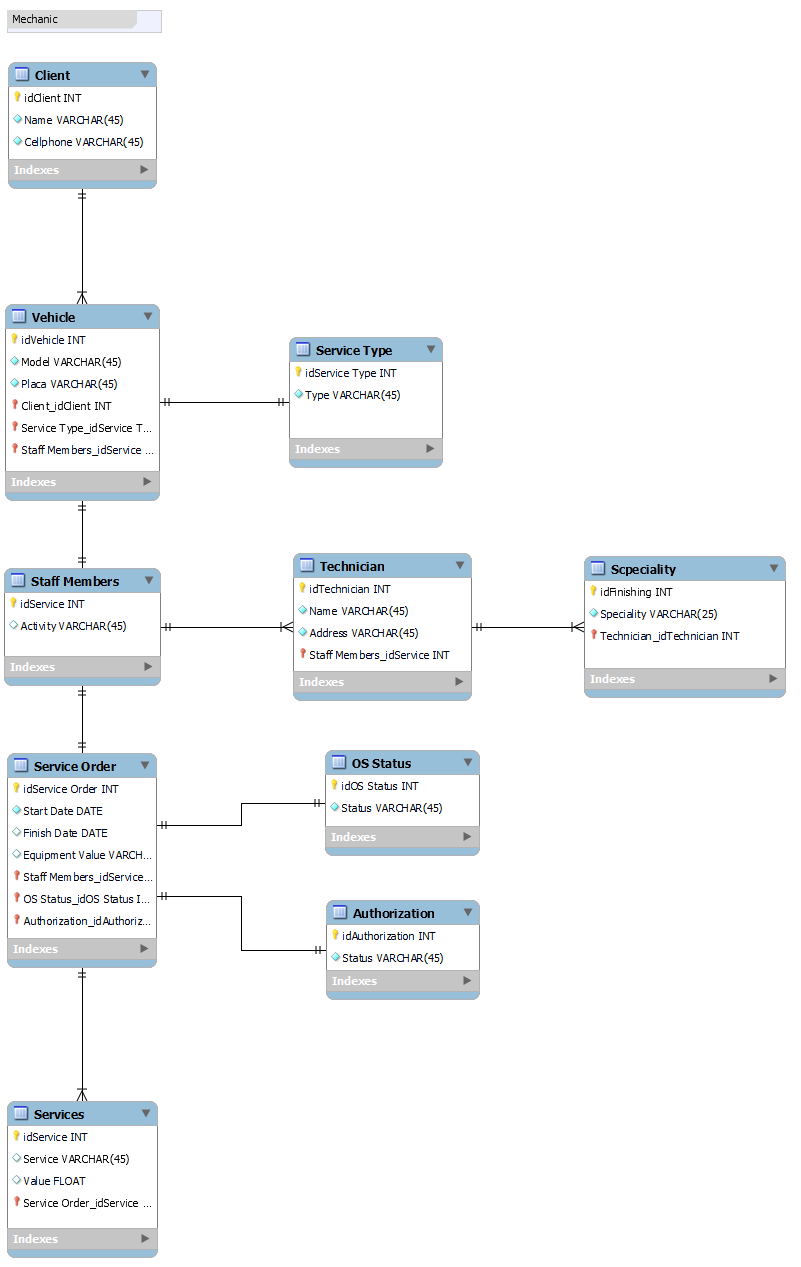 Mechanic
Client
idClient INT
Name VARCHAR(45)
Cellphone VARCHAR(45)
Indexes
Vehicle
idVehicle INT
Model VARCHAR(45)
Placa VARCHAR(45)
Client_idClient INT
Service Type_idService T...
Staff Members_idService ...
Indexes
Service Type
idService Type INT
Type VARCHAR(45)
Indexes
Staff Members
idService INT
Activity VARCHAR(45)
Indexes
Technician
idTechnician INT
Name VARCHAR(45)
Address VARCHAR(45)
Staff Members_idService INT
Indexes
Scpeciality
idFinishing INT
Speciality VARCHAR(25)
Technician_idTechnician INT
Indexes
Service Order
idService Order INT
Start Date DATE
Finish Date DATE
Equipment Value VARCH...
Staff Members_idService...
OS Status_idOS Status I...
Authorization_idAuthoriz...
Indexes
OS Status
idOS Status INT
Status VARCHAR(45)
Indexes
Authorization
idAuthorization INT
Status VARCHAR(45)
Indexes
Services
idService INT
Service VARCHAR(45)
Value FLOAT
Service Order_idService ...
Indexes